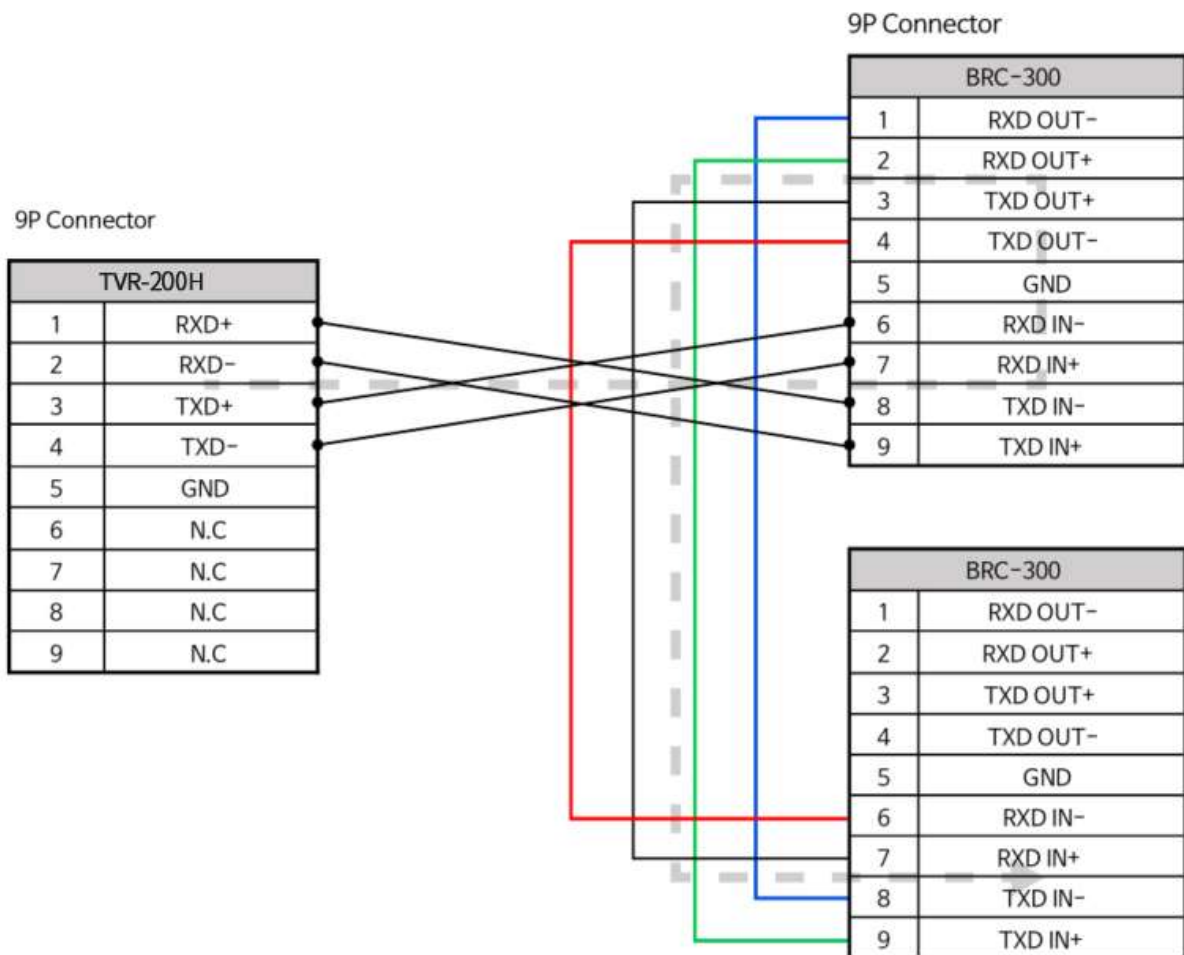 9P Connector
BRC-300
1 RXD OUT-
2 RXD OUT+
3 TXD OUT+
4 TXD OUT-
5 GND
6 RXD IN-
7 RXD IN+
8 TXD IN-
9 TXD IN+
9P Connector
TVR-200H
1 RXD+
2 RXD-
3 TXD+
4 TXD-
5 GND
6 N.C
7 N.C
8 N.C
9 N.C
BRC-300
1 RXD OUT-
2 RXD OUT+
3 TXD OUT+
4 TXD OUT-
5 GND
6 RXD IN-
7 RXD IN+
8 TXD IN-
9 TXD IN+